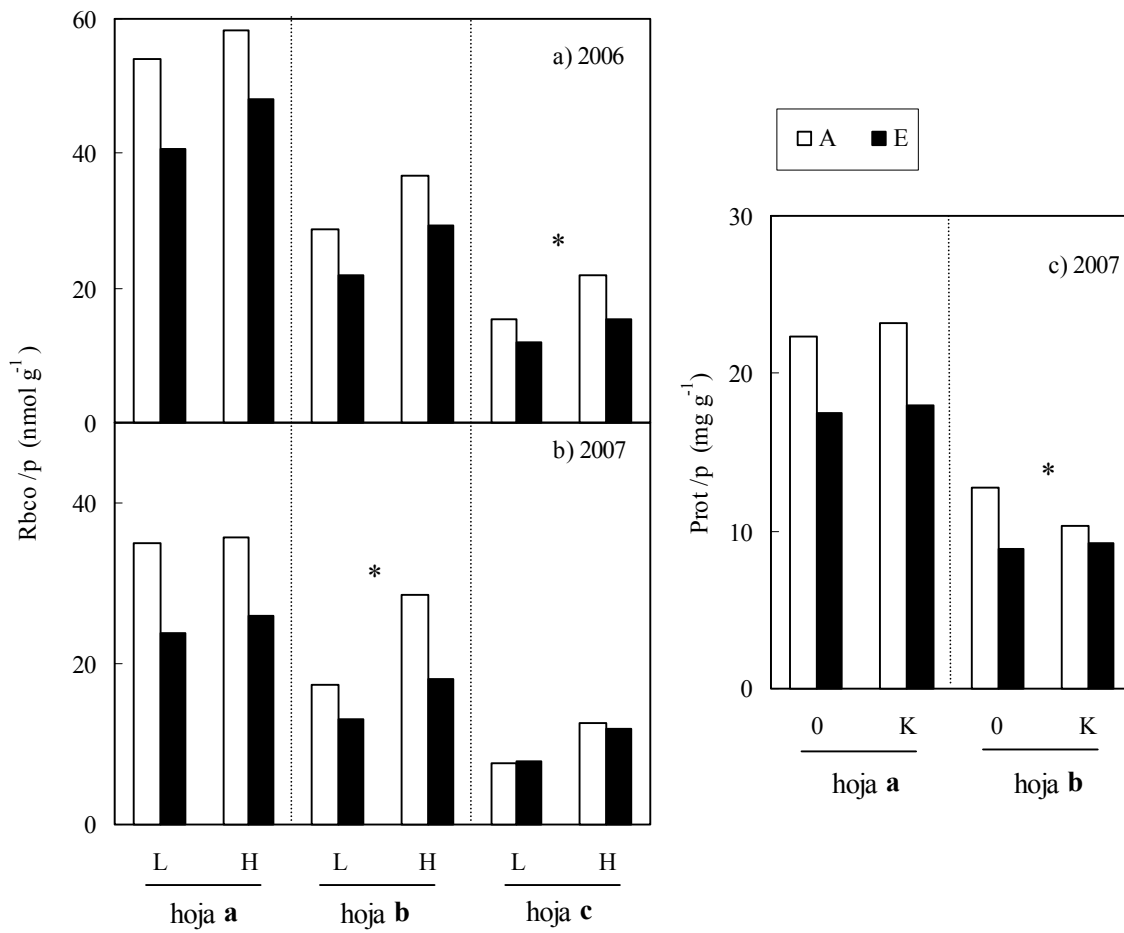 60
40
20
0
a) 2006
*
Rbco /p (nmol g⁻¹)
40
20
0
b) 2007
*
L H L H L H
hoja a hoja b hoja c
A E
30
20
10
0
c) 2007
*
Prot /p (mg g⁻¹)
0 K 0 K
hoja a hoja b